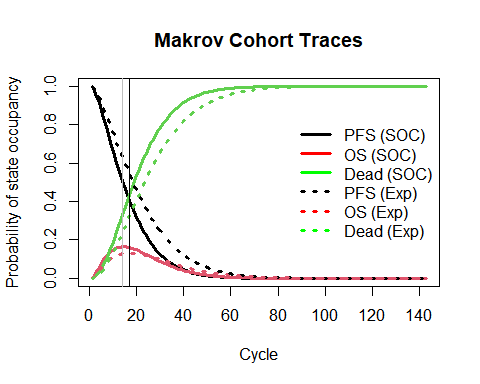 Makrov Cohort Traces
Probability of state occupancy
1.0
0.8
0.6
0.4
0.2
0.0
PFS (SOC)
OS (SOC)
Dead (SOC)
PFS (Exp)
OS (Exp)
Dead (Exp)
0 20 40 60 80 100 120 140
Cycle